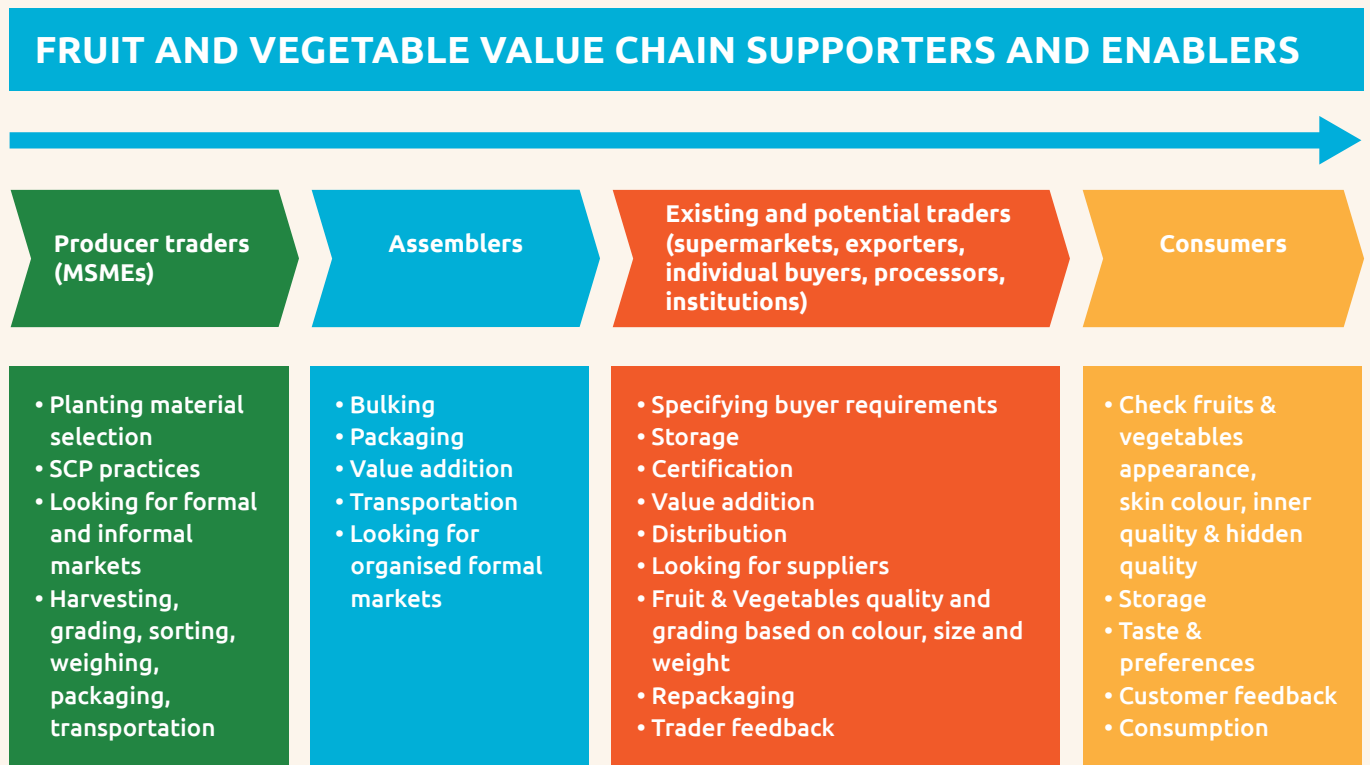 FRUIT AND VEGETABLE VALUE CHAIN SUPPORTERS AND ENABLERS
Producer traders
(MSMEs)
Assemblers
Existing and potential traders
(supermarkets, exporters,
individual buyers, processors,
institutions)
Consumers
• Planting material
selection
• SCP practices
• Looking for formal
and informal
markets
• Harvesting,
grading, sorting,
weighing,
packaging,
transportation
• Bulking
• Packaging
• Value addition
• Transportation
• Looking for
organised formal
markets
• Specifying buyer requirements
• Storage
• Certification
• Value addition
• Distribution
• Looking for suppliers
• Fruit & Vegetables quality and
grading based on colour, size and
weight
• Repackaging
• Trader feedback
• Check fruits &
vegetables
appearance,
skin colour, inner
quality & hidden
quality
• Storage
• Taste &
preferences
• Customer feedback
• Consumption